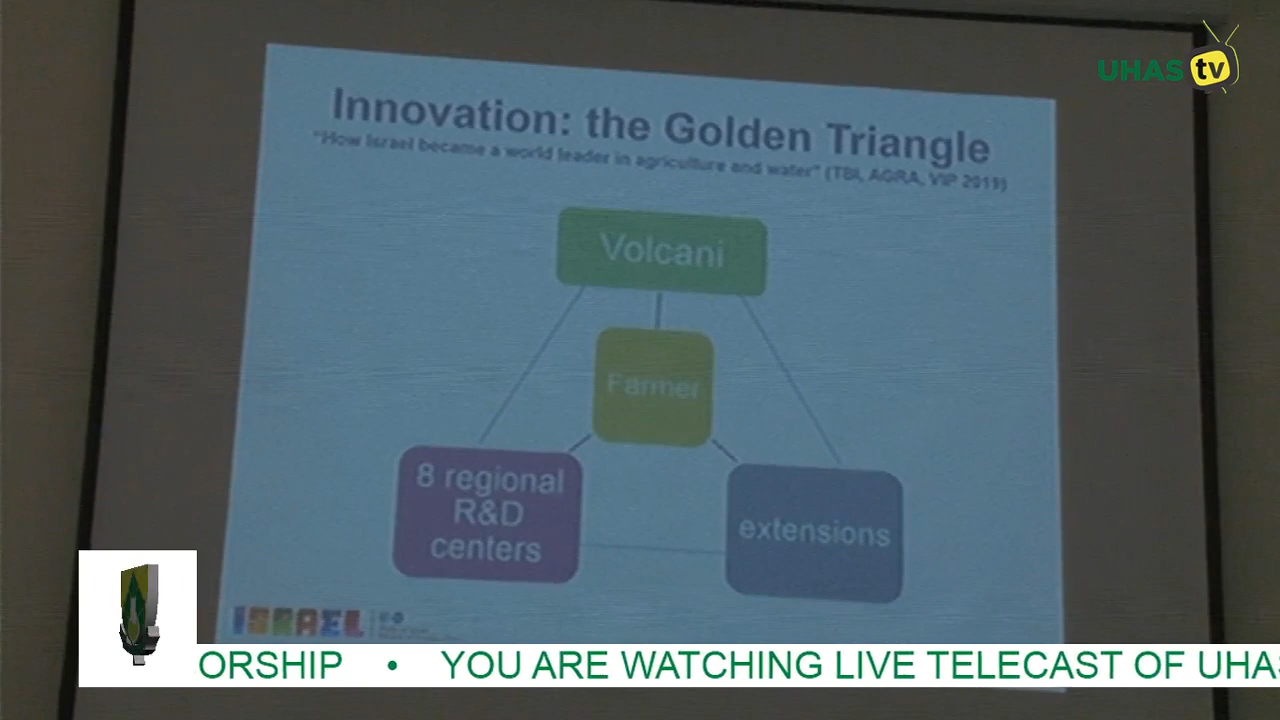 UHAS tv
Innovation: the Golden Triangle
"How Israel became a world leader in agriculture and water" (TBI, AGRA, VIP 2019)
Volcani
Farmer
8 regional
R&D
centers
extensions
ISRAEL
ORSHIP • YOU ARE WATCHING LIVE TELECAST OF UHAS